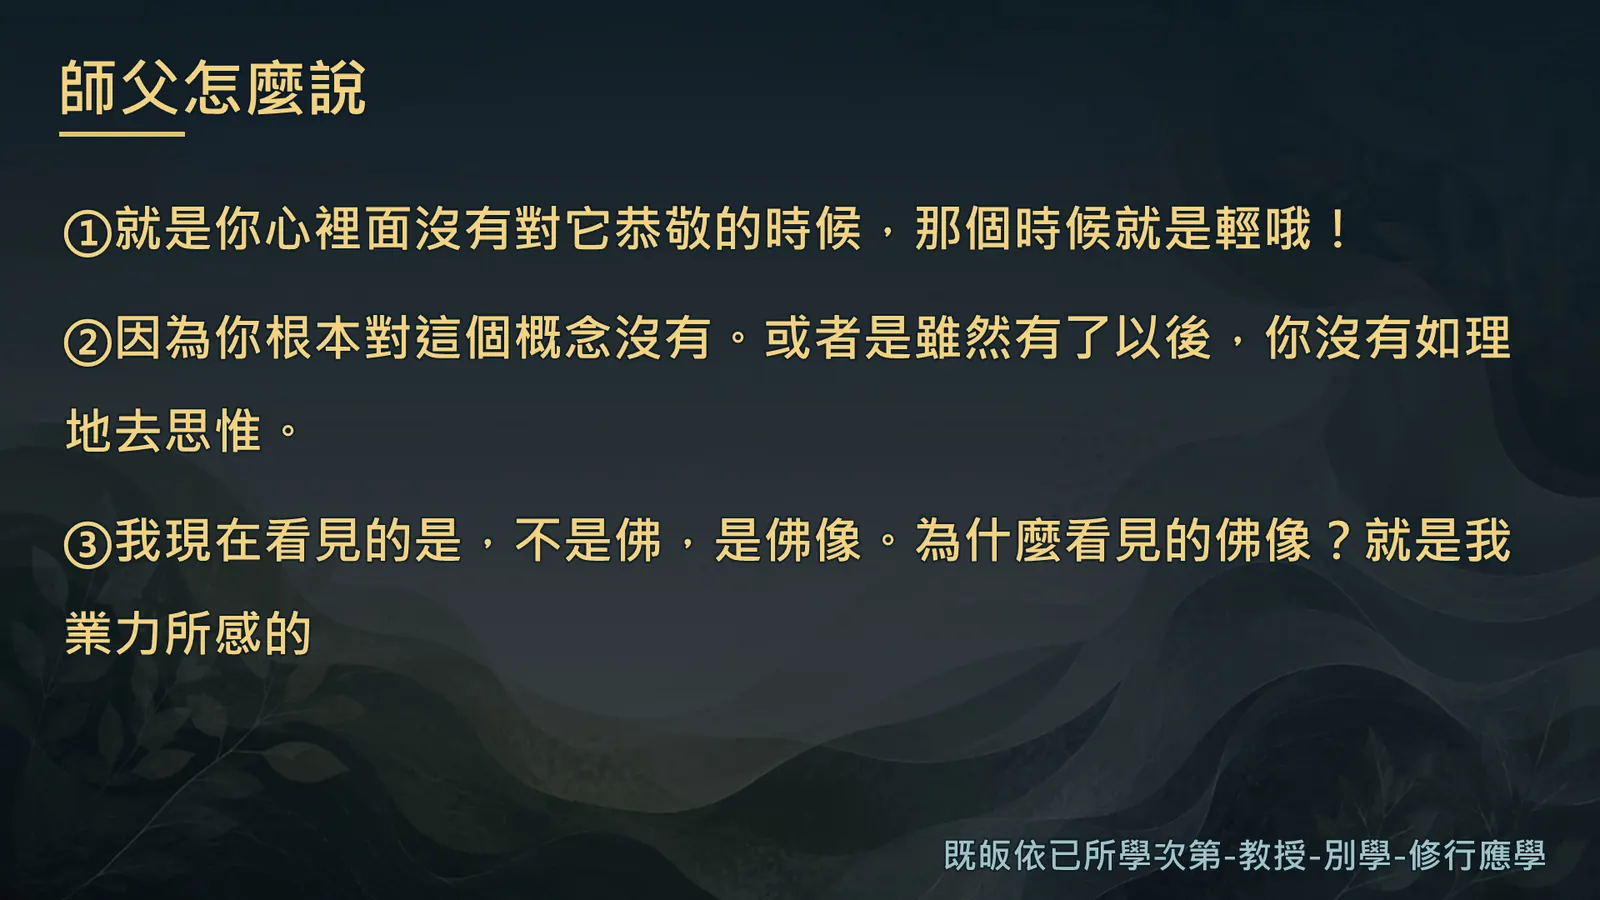 師父怎麼說
①就是你心裡面沒有對它恭敬的時候，那個時候就是輕哦！
②因為你根本對這個概念沒有。或者是雖然有了以後，你沒有如理
地去思惟。
③我現在看見的是，不是佛，是佛像。為什麼看見的佛像？就是我
業力所感的
既皈依已所學次第-教授-別學-修行應學